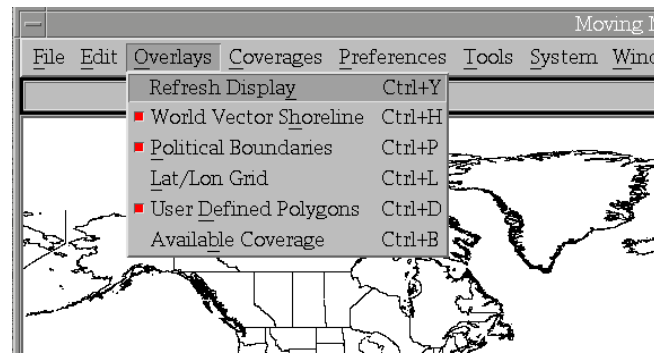 Moving
File Edit Overlays Coverages Preferences Tools System
Refresh Display Ctrl+Y
World Vector Shoreline Ctrl+H
Political Boundaries Ctrl+P
Lat/Lon Grid Ctrl+L
User Defined Polygons Ctrl+D
Available Coverage Ctrl+B